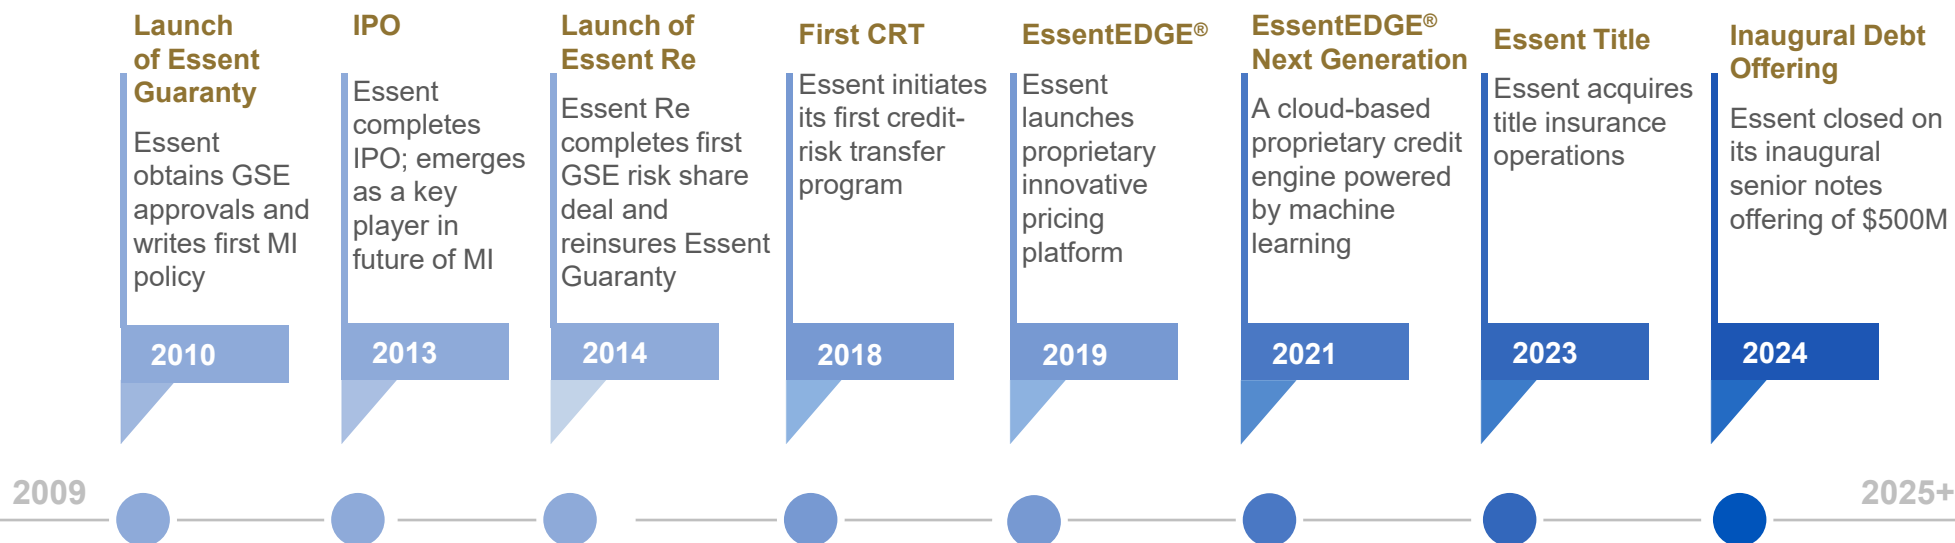 Launch
of Essent
Guaranty
Essent
obtains GSE
approvals and
writes first MI
policy
2010
IPO
Essent
completes
IPO; emerges
as a key
player in
future of MI
2013
Launch of
Essent Re
Essent Re
completes first
GSE risk share
deal and
reinsures Essent
Guaranty
2014
First CRT
Essent initiates
its first credit-
risk transfer
program
2018
EssentEDGE®
Essent
launches
proprietary
innovative
pricing
platform
2019
EssentEDGE®
Next Generation
A cloud-based
proprietary credit
engine powered
by machine
learning
2021
Essent Title
Essent acquires
title insurance
operations
2023
Inaugural Debt
Offering
Essent closed on
its inaugural
senior notes
offering of $500M
2024
2009
2025+